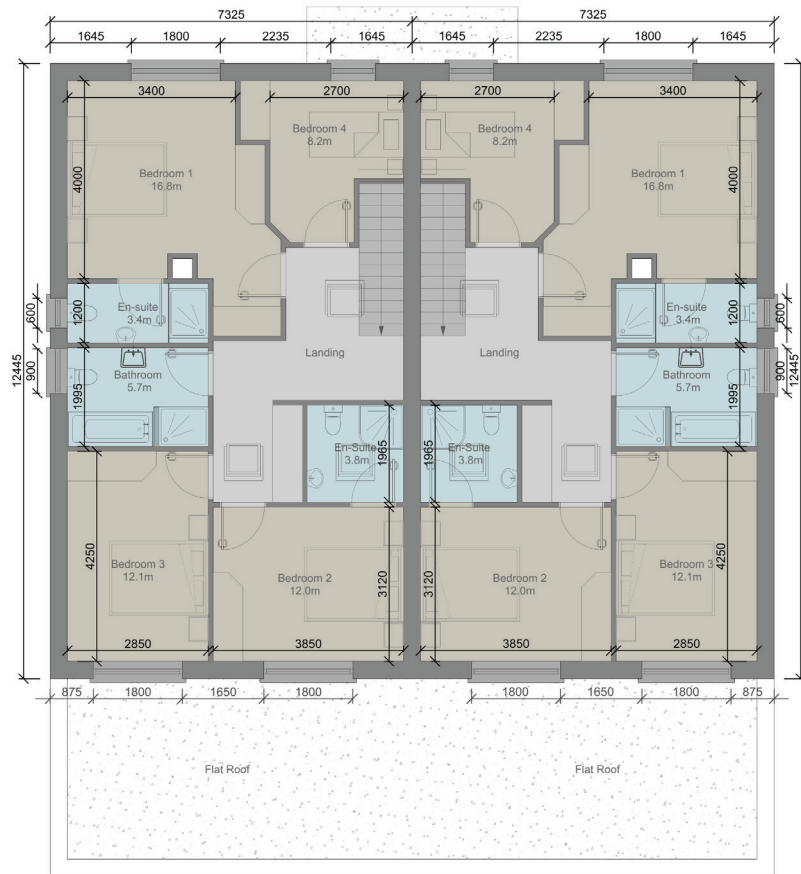 7325 7325
1645 1800 2235 1645 1645 2235 1800 1645
3400 2700 2700 3400
Bedroom 4 Bedroom 4
8.2m 8.2m
Bedroom 1 Bedroom 1
16.8m 16.8m
4000 4000
En-suite En-suite
3.4m 3.4m
600 1200 1200 600
12445 12445
Landing Landing
Bathroom Bathroom
5.7m 5.7m
900 1995 1995 900
En-Suite En-Suite
3.8m 3.8m
1965 1965
4250 4250
Bedroom 3 Bedroom 2 Bedroom 2 Bedroom 3
12.1m 12.0m 12.0m 12.1m
3120 3120
2850 3850 3850 2850
875 1800 1650 1800 1800 1650 1800 875
Flat Roof Flat Roof